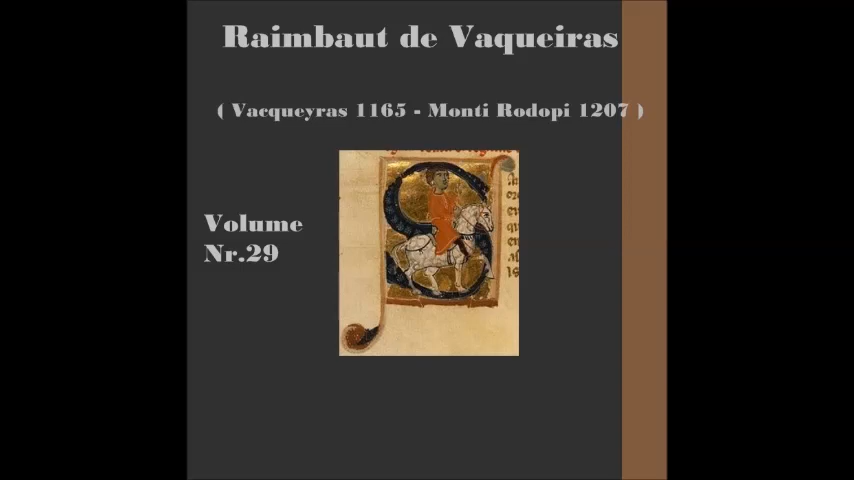 Raimbaut de Vaqueiras
( Vacqueyras 1165 - Monti Rodopi 1207 )
Volume
Nr.29